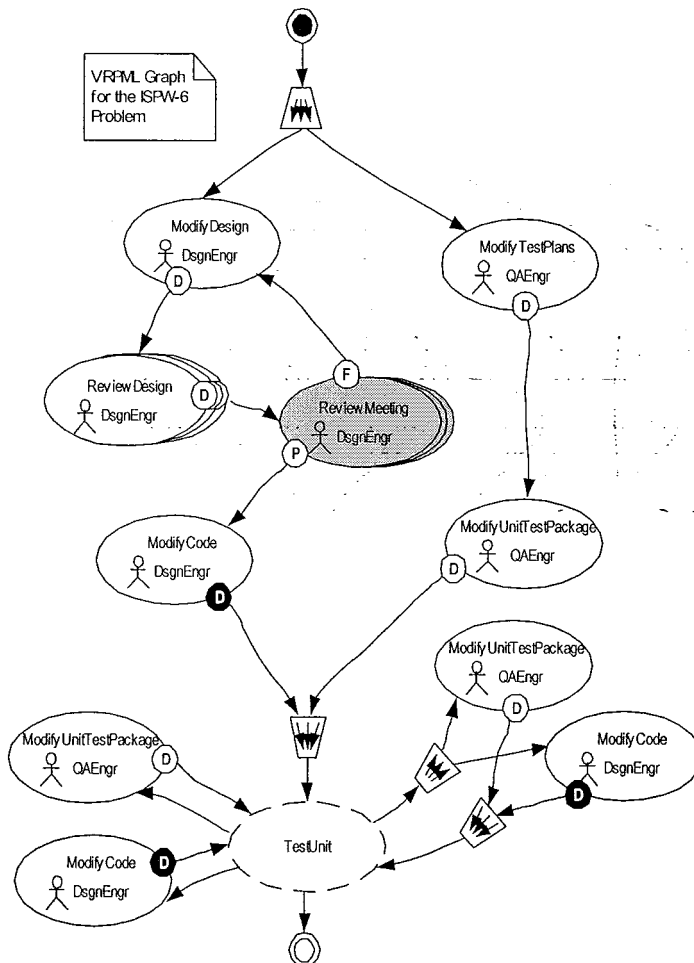 VRPML Graph
for the ISPW-6
Problem
Modify Design
DsgnEngr
D
Modify TestPlans
QAEngr
D
Review Design
D
DsgnEngr
F
Review Meeting
DsgnEngr
P
Modify Code
DsgnEngr
D
Modify UnitTestPackage
QAEngr
D
Modify UnitTestPackage
QAEngr
D
Modify UnitTestPackage
QAEngr
D
Modify Code
DsgnEngr
D
TestUnit
Modify Code
D
DsgnEngr